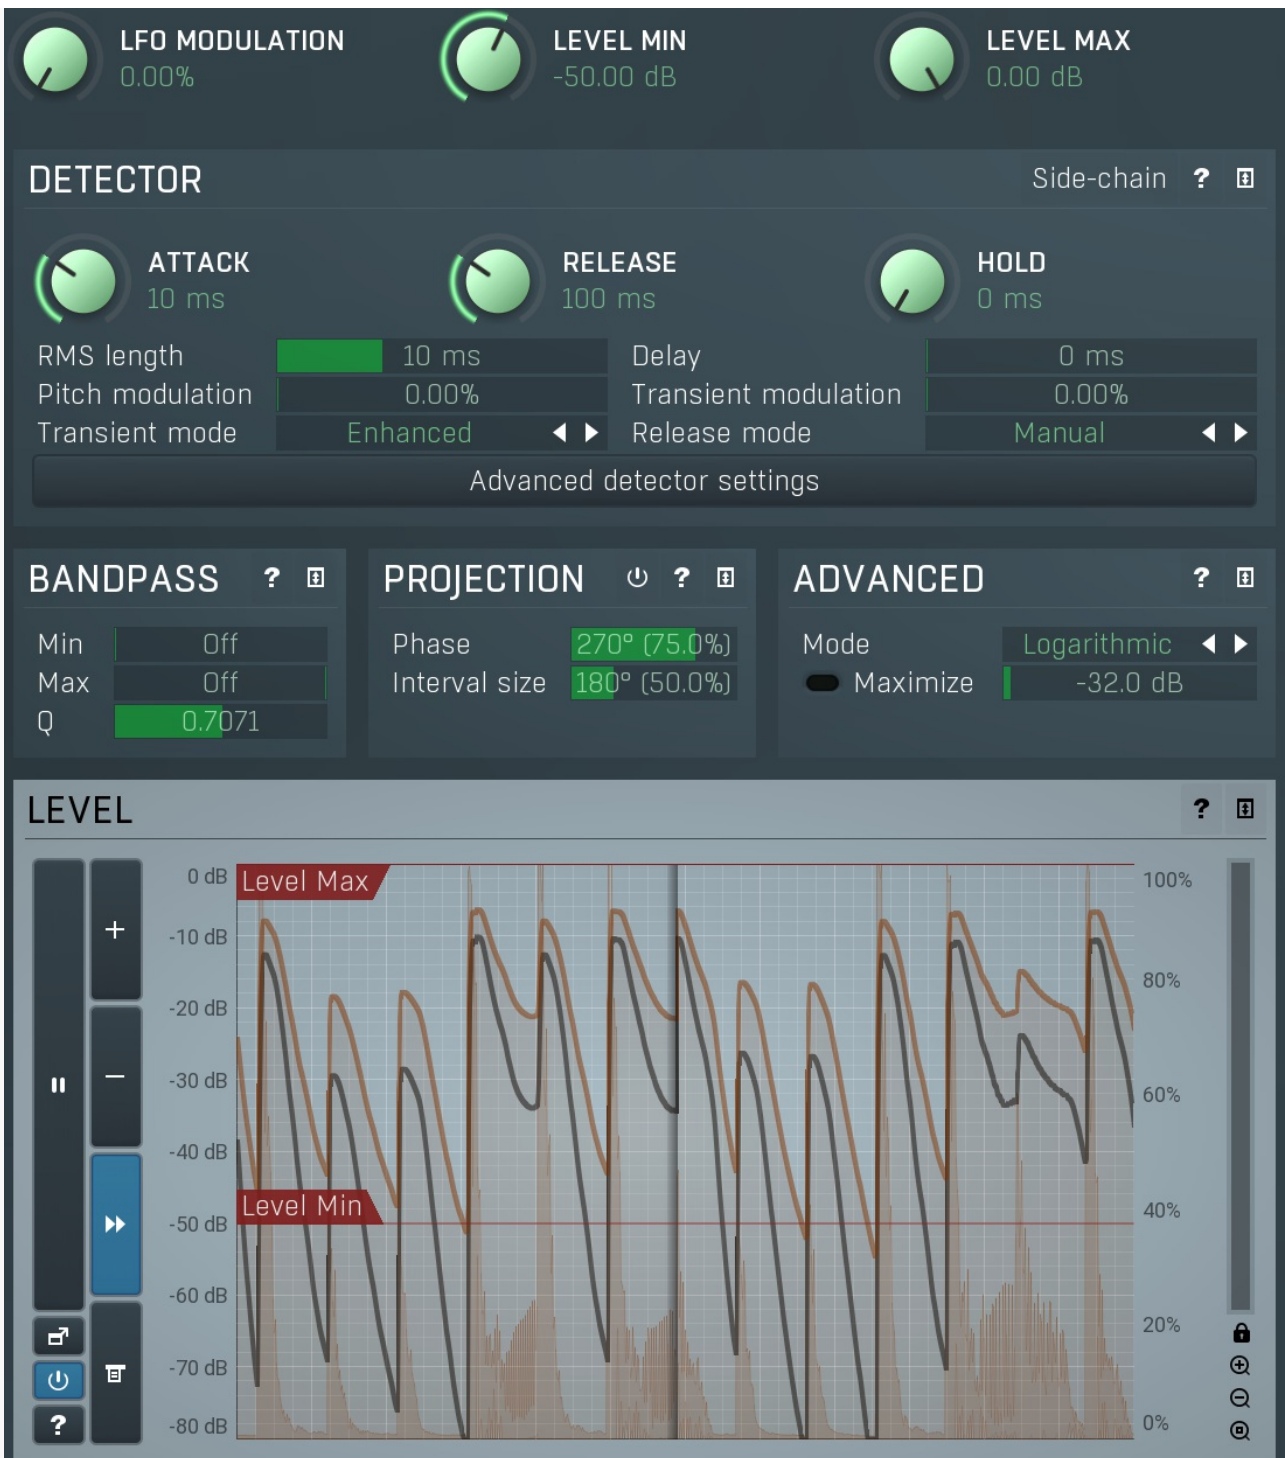 LFO MODULATION LEVEL MIN LEVEL MAX
0.00% -50.00 dB 0.00 dB
DETECTOR Side-chain ?
ATTACK RELEASE HOLD
10 ms 100 ms 0 ms
RMS length 10 ms Delay 0 ms
Pitch modulation 0.00% Transient modulation 0.00%
Transient mode Enhanced Release mode Manual
Advanced detector settings
BANDPASS ? PROJECTION ? ADVANCED ?
Min Off Phase 270° (75.0%) Mode Logarithmic
Max Off Interval size 180° (50.0%) Maximize -32.0 dB
Q 0.7071
LEVEL ?
0 dB Level Max 100%
-10 dB
80%
-20 dB
-30 dB
60%
-40 dB
Level Min 40%
-50 dB
-60 dB
20%
-70 dB
-80 dB 0%
?